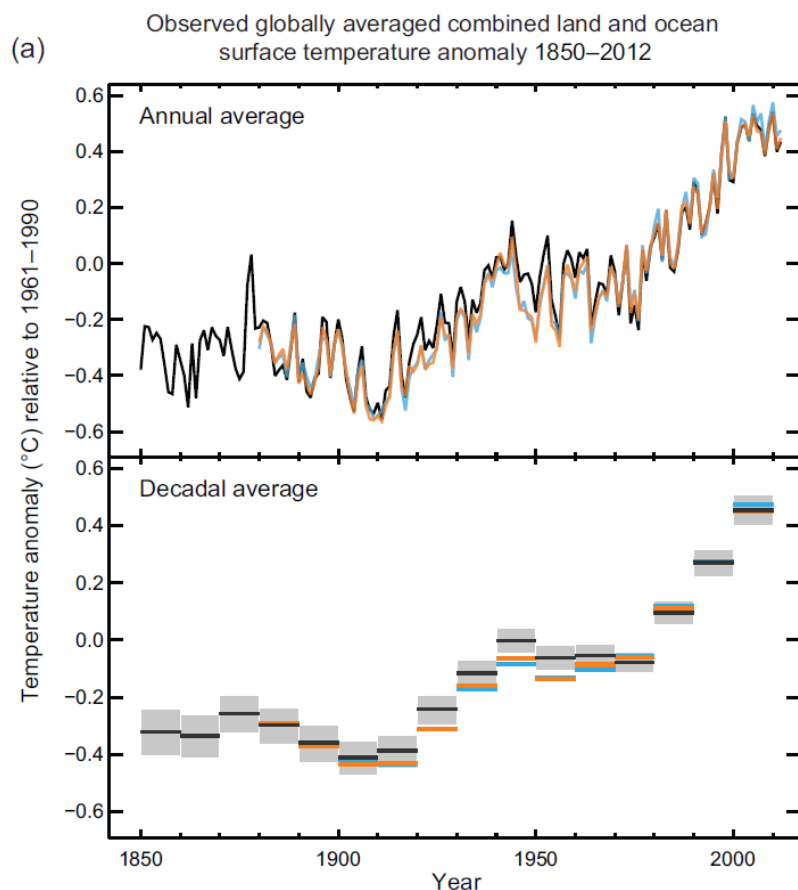 Observed globally averaged combined land and ocean
(a) surface temperature anomaly 1850–2012
0.6
Annual average
0.4
0.2
0.0
−0.2
−0.4
−0.6
Temperature anomaly (°C) relative to 1961–1990
0.6
Decadal average
0.4
0.2
0.0
−0.2
−0.4
−0.6
1850 1900 1950 2000
Year